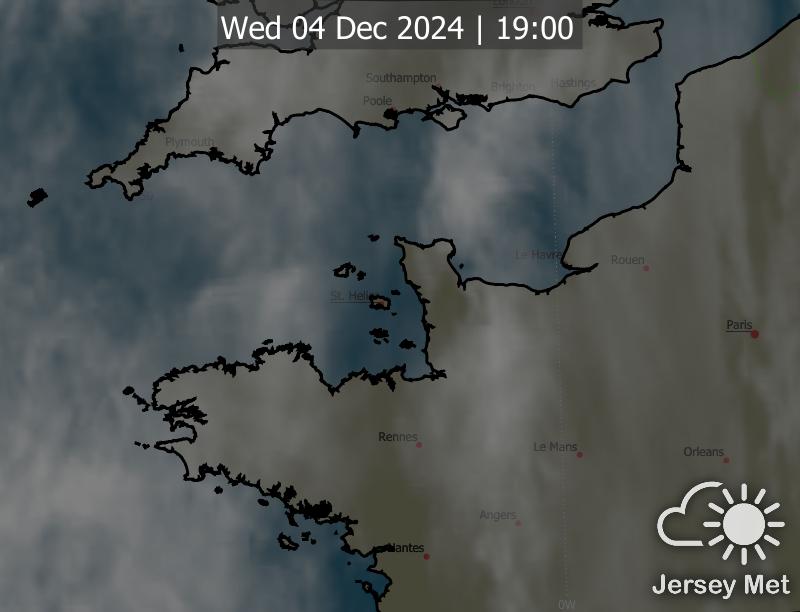 London
Wed 04 Dec 2024 | 19:00
Southampton
Brighton
Hastings
Poole
Plymouth
Le Havre
Rouen
St. Helier
Paris
Rennes
Le Mans
Orleans
Angers
Nantes
Jersey Met
0W